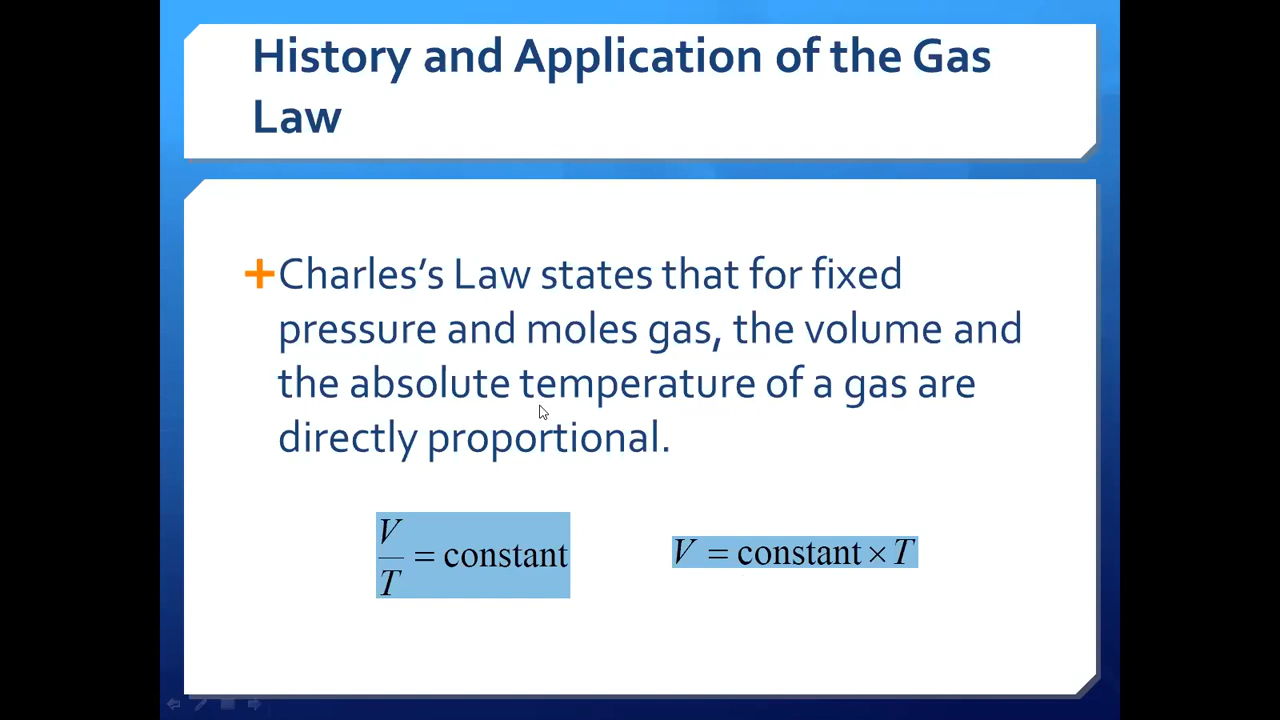 History and Application of the Gas
Law
+Charles’s Law states that for fixed
pressure and moles gas, the volume and
the absolute temperature of a gas are
directly proportional.
V/T = constant
V = constant × T